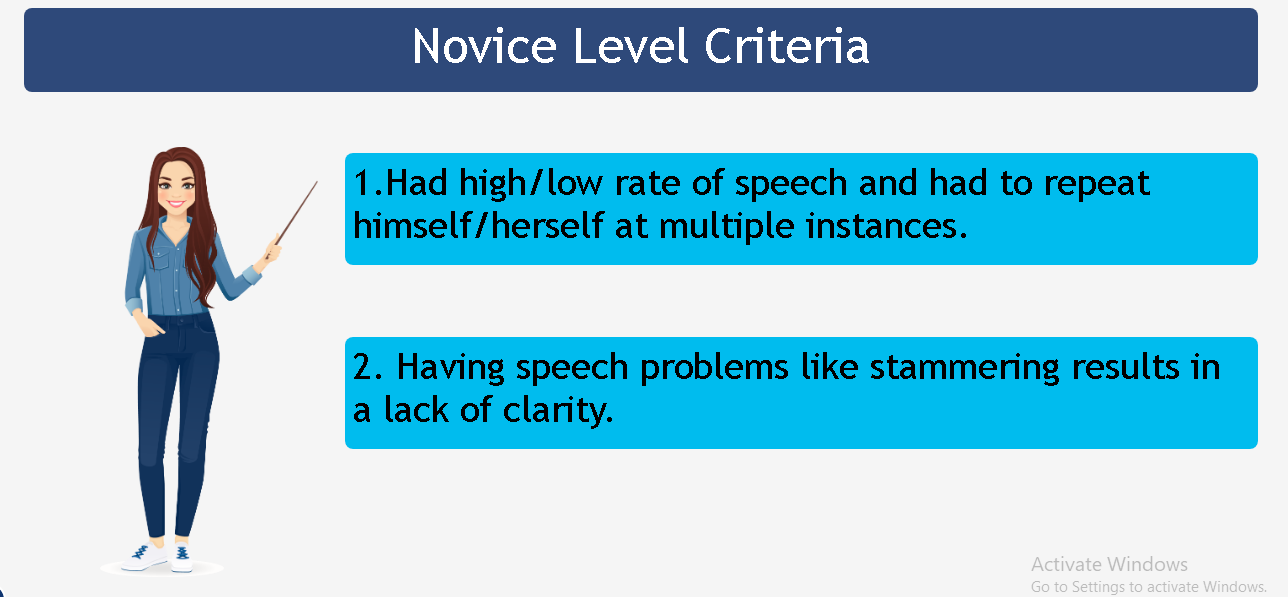 Novice Level Criteria
1.Had high/low rate of speech and had to repeat
himself/herself at multiple instances.
2. Having speech problems like stammering results in
a lack of clarity.
Activate Windows
Go to Settings to activate Windows.